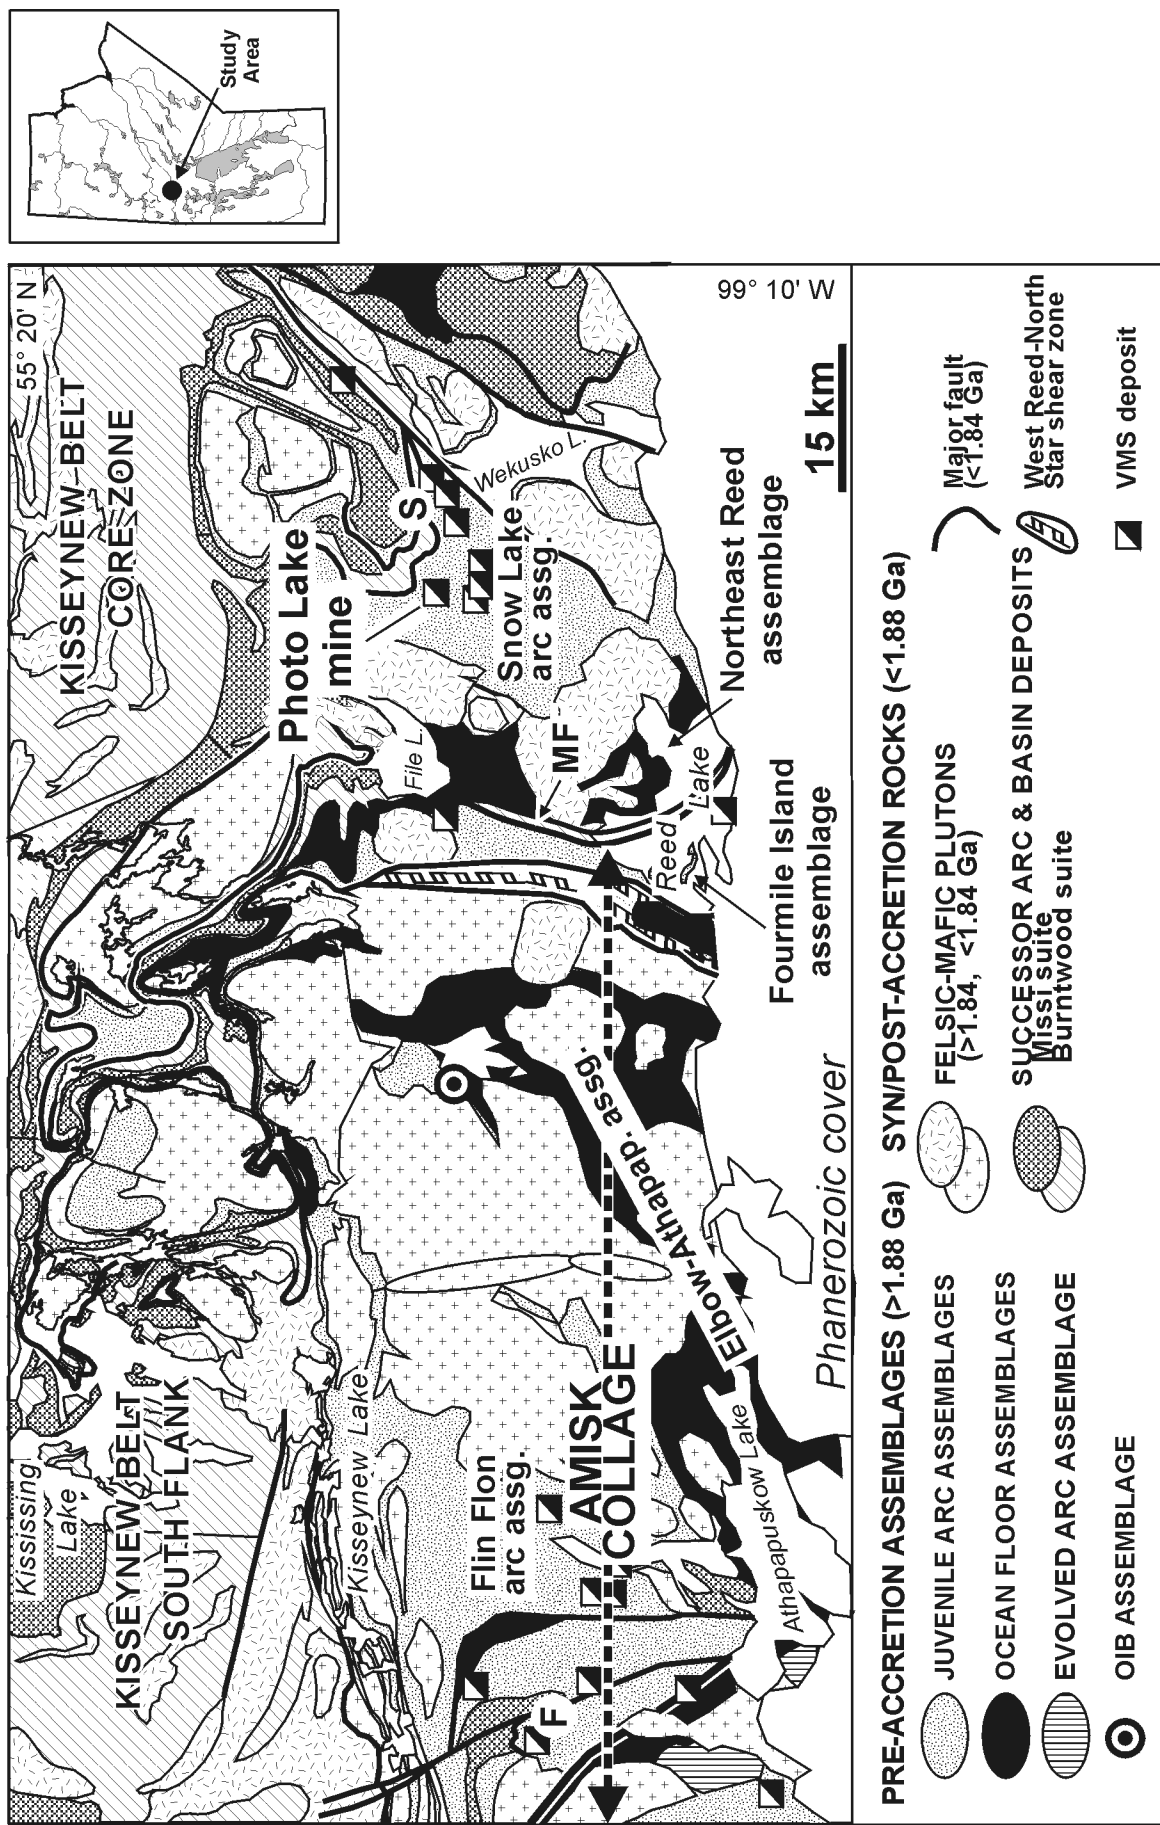 Study
Area
55° 20' N
KISSEYNEW BELT
CORE ZONE
Kississing
Lake
KISSEYNEW BELT
SOUTH FLANK
Photo Lake
mine
Kisseynew Lake
File L.
S
Wekusko L.
Snow Lake
arc assg.
Flin Flon
arc assg.
F
MF
AMISK
COLLAGE
Elbow-Athapap. assg.
Reed
Lake
Northeast Reed
assemblage
Fourmile Island
assemblage
Athapapuskow Lake
Phanerozoic cover
99° 10' W
15 km
PRE-ACCRETION ASSEMBLAGES (>1.88 Ga)
JUVENILE ARC ASSEMBLAGES
OCEAN FLOOR ASSEMBLAGES
EVOLVED ARC ASSEMBLAGE
OIB ASSEMBLAGE
SYN/POST-ACCRETION ROCKS (<1.88 Ga)
FELSIC-MAFIC PLUTONS
(>1.84, <1.84 Ga)
SUCCESSOR ARC & BASIN DEPOSITS
Missi suite
Burntwood suite
Major fault
(<1.84 Ga)
West Reed-North
Star shear zone
VMS deposit